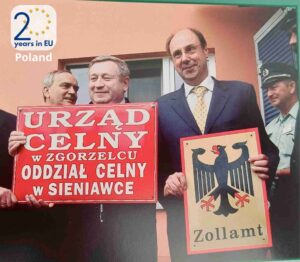 20
years in EU
Poland
URZĄD
CELNY
W ZGORZELCU
ODDZIAŁ CELNY
W SIENIAWCE
Zollamt